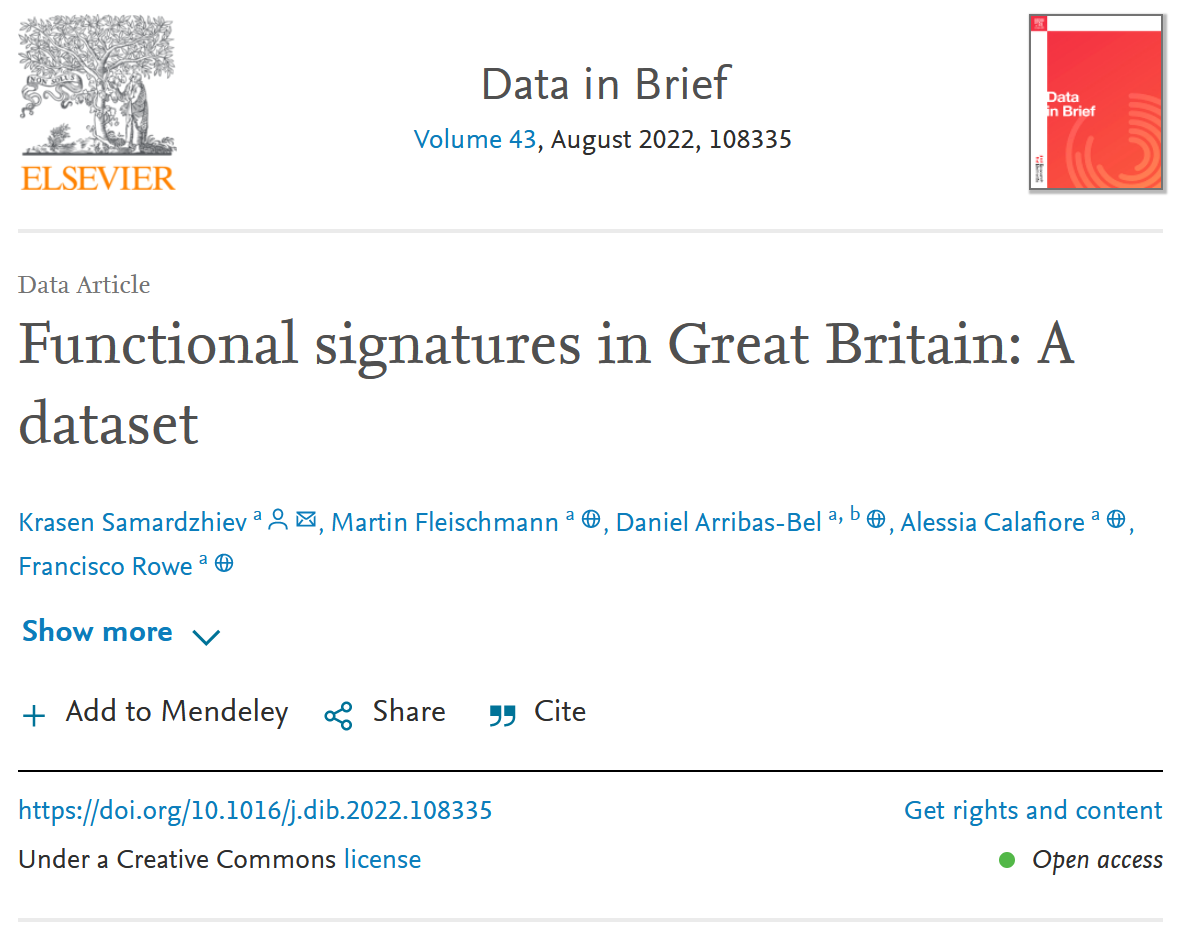 ELSEVIER
Data in Brief
Volume 43, August 2022, 108335
Data
in Brief
Data Article
Functional signatures in Great Britain: A
dataset
Krasen Samardzhiev a, Martin Fleischmann a, Daniel Arribas-Bel a, b, Alessia Calafiore a,
Francisco Rowe a
Show more
Add to Mendeley Share Cite
https://doi.org/10.1016/j.dib.2022.108335 Get rights and content
Under a Creative Commons license Open access